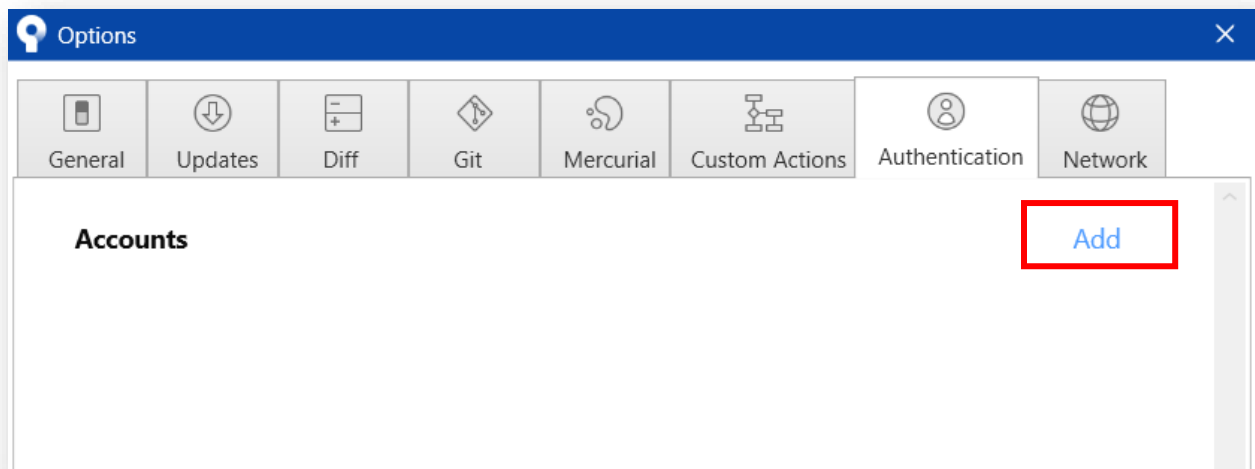 Options
General Updates Diff Git Mercurial Custom Actions Authentication Network
Accounts Add